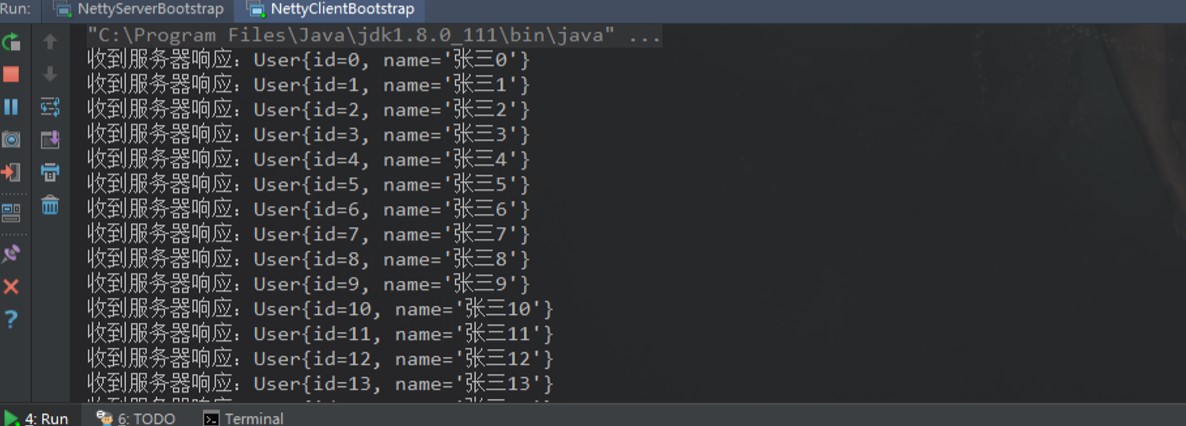 Run: NettyServerBootstrap NettyClientBootstrap
"C:\Program Files\Java\jdk1.8.0_111\bin\java" ...
收到服务器响应：User{id=0, name='张三0'}
收到服务器响应：User{id=1, name='张三1'}
收到服务器响应：User{id=2, name='张三2'}
收到服务器响应：User{id=3, name='张三3'}
收到服务器响应：User{id=4, name='张三4'}
收到服务器响应：User{id=5, name='张三5'}
收到服务器响应：User{id=6, name='张三6'}
收到服务器响应：User{id=7, name='张三7'}
收到服务器响应：User{id=8, name='张三8'}
收到服务器响应：User{id=9, name='张三9'}
收到服务器响应：User{id=10, name='张三10'}
收到服务器响应：User{id=11, name='张三11'}
收到服务器响应：User{id=12, name='张三12'}
收到服务器响应：User{id=13, name='张三13'}
4: Run 6: TODO Terminal